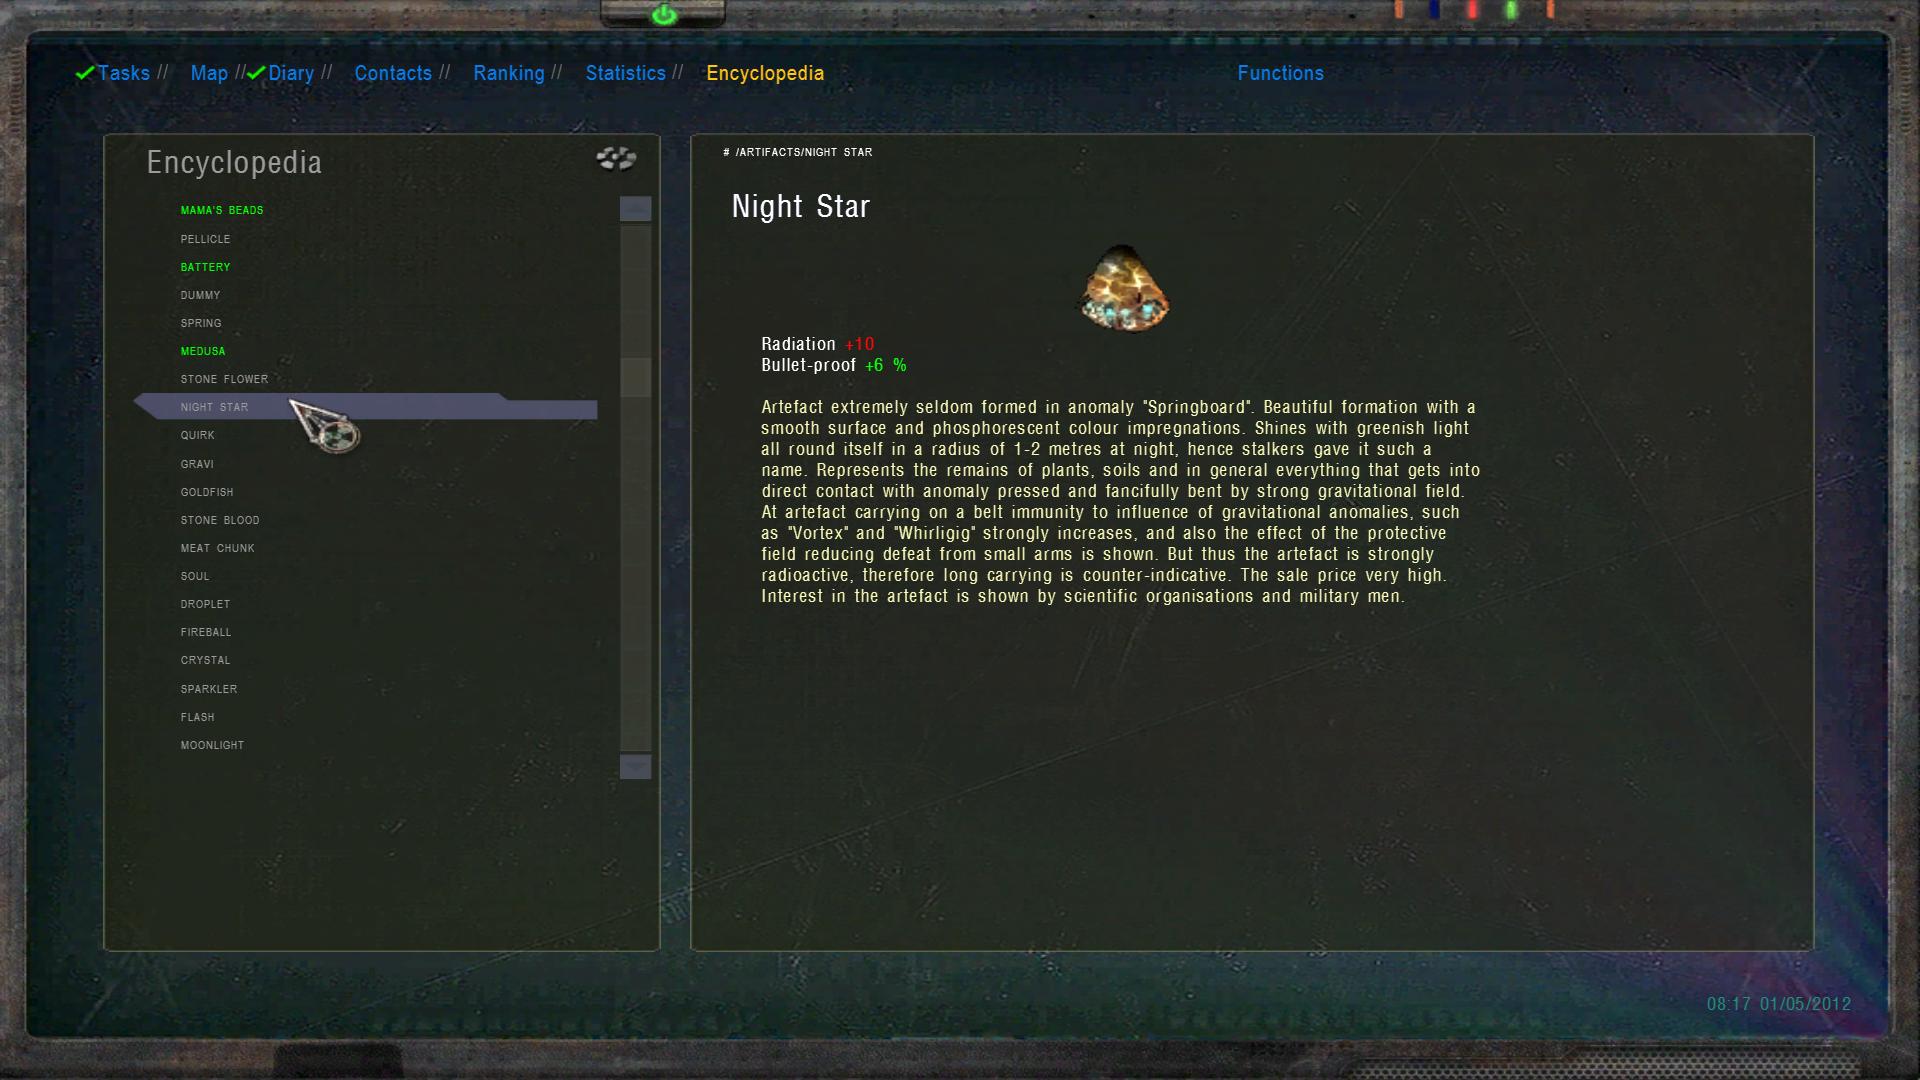 Tasks // Map // Diary // Contacts // Ranking // Statistics // Encyclopedia Functions
Encyclopedia
MAMA'S BEADS
PELLICLE
BATTERY
DUMMY
SPRING
MEDUSA
STONE FLOWER
NIGHT STAR
QUIRK
GRAVI
GOLDFISH
STONE BLOOD
MEAT CHUNK
SOUL
DROPLET
FIREBALL
CRYSTAL
SPARKLER
FLASH
MOONLIGHT
# /ARTIFACTS/NIGHT STAR
Night Star
Radiation +10
Bullet-proof +6 %
Artefact extremely seldom formed in anomaly "Springboard". Beautiful formation with a
smooth surface and phosphorescent colour impregnations. Shines with greenish light
all round itself in a radius of 1-2 metres at night, hence stalkers gave it such a
name. Represents the remains of plants, soils and in general everything that gets into
direct contact with anomaly pressed and fancifully bent by strong gravitational field.
At artefact carrying on a belt immunity to influence of gravitational anomalies, such
as "Vortex" and "Whirligig" strongly increases, and also the effect of the protective
field reducing defeat from small arms is shown. But thus the artefact is strongly
radioactive, therefore long carrying is counter-indicative. The sale price very high.
Interest in the artefact is shown by scientific organisations and military men.
08:17 01/05/2012